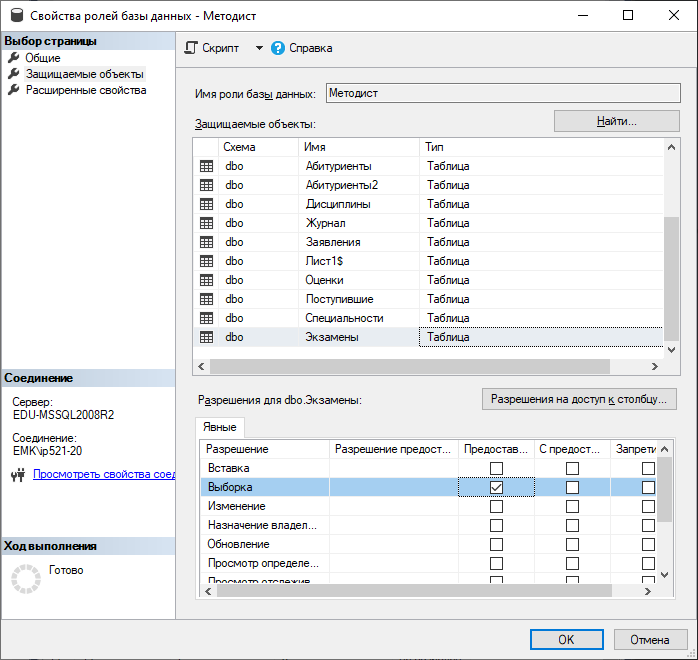 Свойства ролей базы данных - Методист
Выбор страницы
Общие
Защищаемые объекты
Расширенные свойства
Скрипт
Справка
Имя роли базы данных: Методист
Защищаемые объекты:
Найти...
Схема Имя Тип
dbo Абитуриенты Таблица
dbo Абитуриенты2 Таблица
dbo Дисциплины Таблица
dbo Журнал Таблица
dbo Заявления Таблица
dbo Лист1$ Таблица
dbo Оценки Таблица
dbo Поступившие Таблица
dbo Специальности Таблица
dbo Экзамены Таблица
Соединение
Сервер:
EDU-MSSQL2008R2
Соединение:
EMK\ip521-20
Просмотреть свойства соед
Ход выполнения
Готово
Разрешения для dbo.Экзамены:
Разрешения на доступ к столбцу...
Явные
Разрешение Разрешение предост... Предостав... С предост... Запрети
Вставка
Выборка
Изменение
Назначение владел...
Обновление
Просмотр определе...
Просмотр отслежив
OK
Отмена